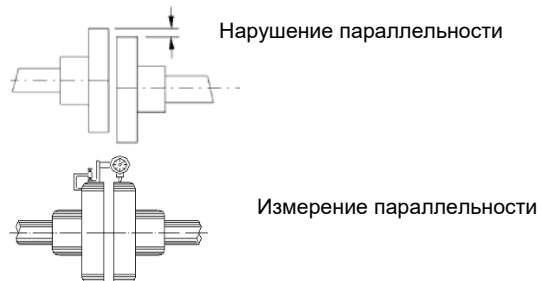 Нарушение параллельности
Измерение параллельности